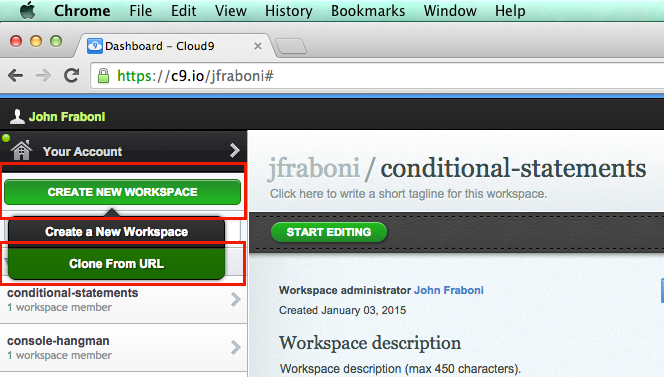 Chrome File Edit View History Bookmarks Window Help
Dashboard – Cloud9
https://c9.io/jfraboni#
John Fraboni
Your Account
CREATE NEW WORKSPACE
Create a New Workspace
Clone From URL
conditional-statements
1 workspace member
console-hangman
1 workspace member
jfraboni / conditional-statements
Click here to write a short tagline for this workspace.
START EDITING
Workspace administrator John Fraboni
Created January 03, 2015
Workspace description
Workspace description (max 450 characters).